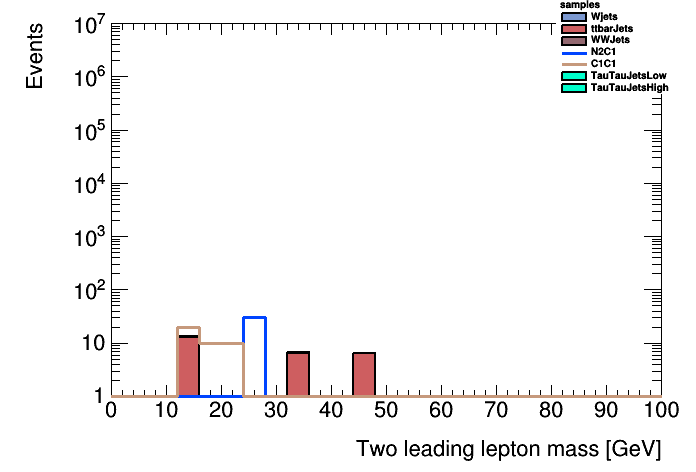 samples
Wjets
ttbarJets
WWJets
N2C1
C1C1
TauTauJetsLow
TauTauJetsHigh
Events
10^7
10^6
10^5
10^4
10^3
10^2
10
1
0 10 20 30 40 50 60 70 80 90 100
Two leading lepton mass [GeV]